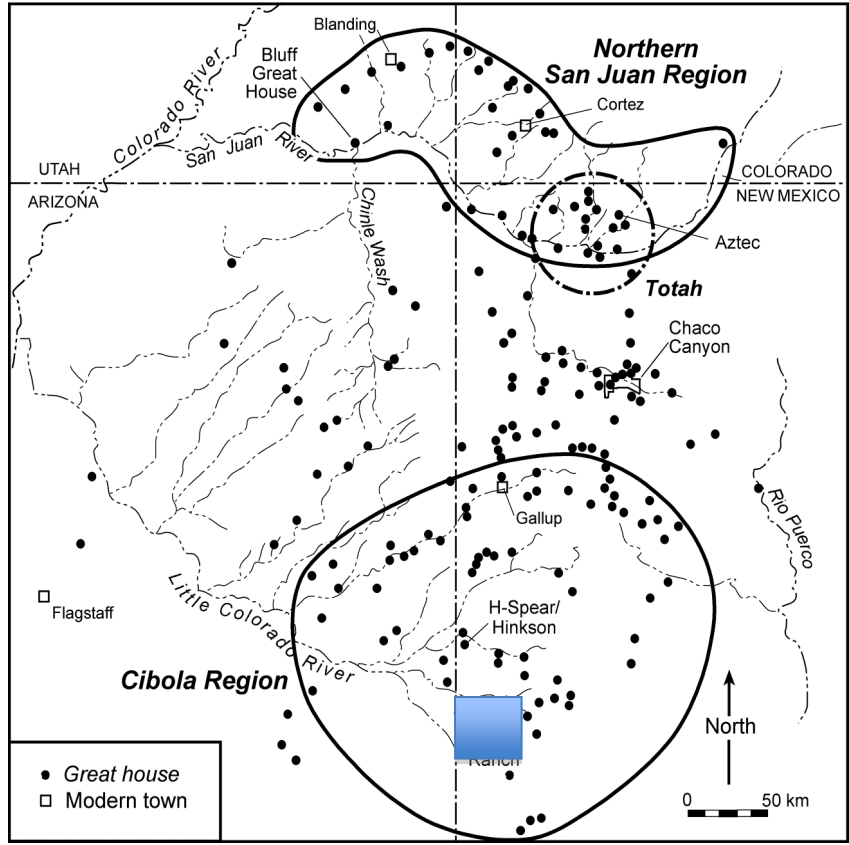 Blanding
Northern
San Juan Region
Bluff
Great
House
Colorado River
Cortez
San Juan River
UTAH
COLORADO
ARIZONA
NEW MEXICO
Chinle Wash
Aztec
Totah
Chaco
Canyon
Gallup
Rio Puerco
Flagstaff
Little Colorado River
H-Spear/
Hinkson
Cibola Region
North
Ranch
Great house
Modern town
0 50 km